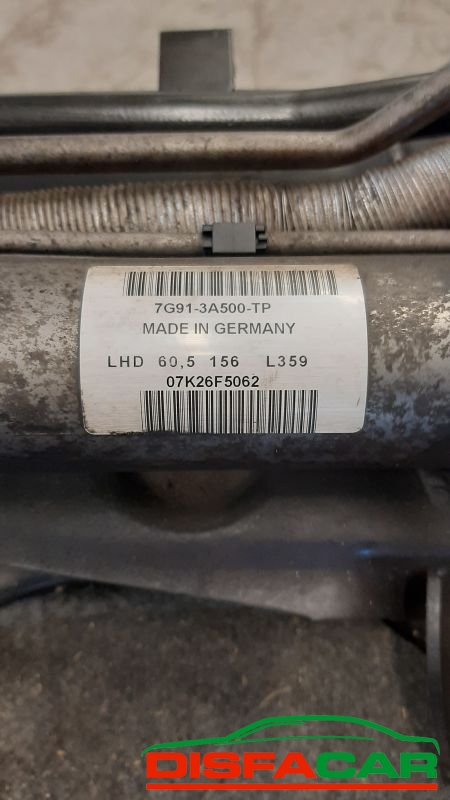 7G91-3A500-TP
MADE IN GERMANY
LHD 60,5 156 L359
07K26F5062
DISFACAR